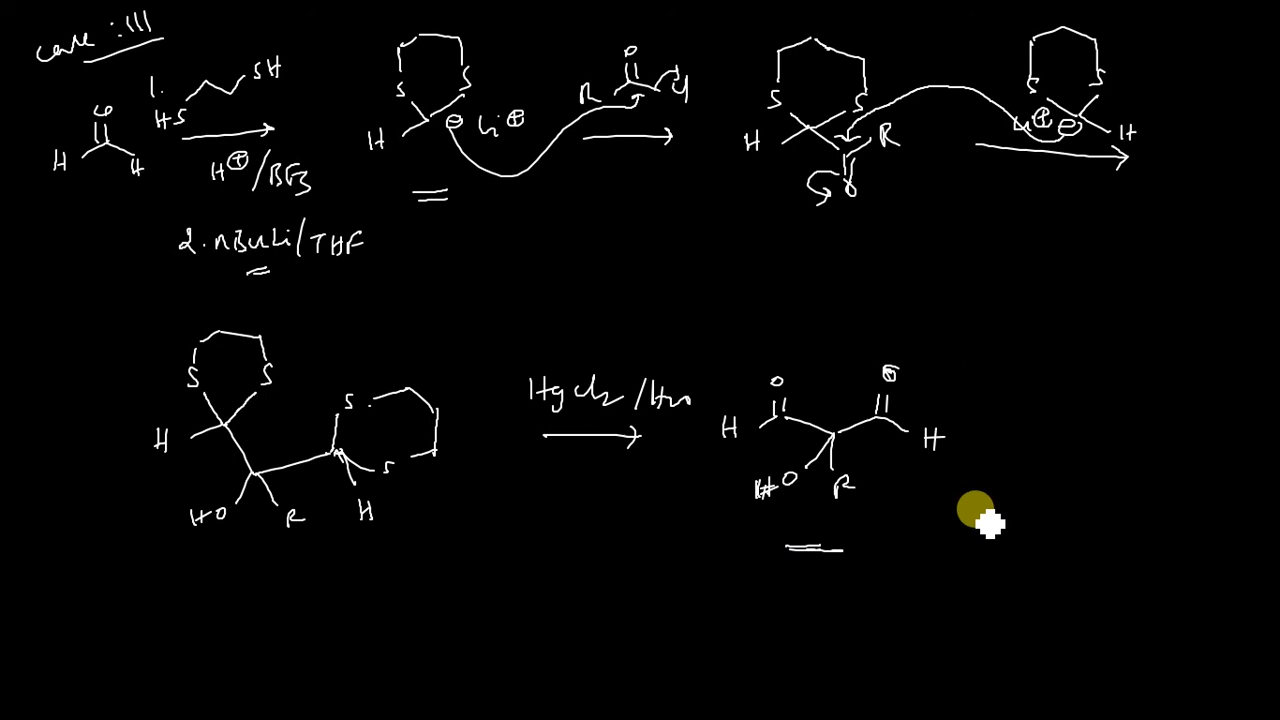 case : III
1. HS SH
O
H H
H⊕/BF3
2. nBuLi/THF
S S
H ⊖ Li⊕
O
R Cl
S S
H R
O
S S
Li⊕ ⊖ H
S S
H
HO R
S
S
H
HgCl2/H2O
O O
H H
HO R